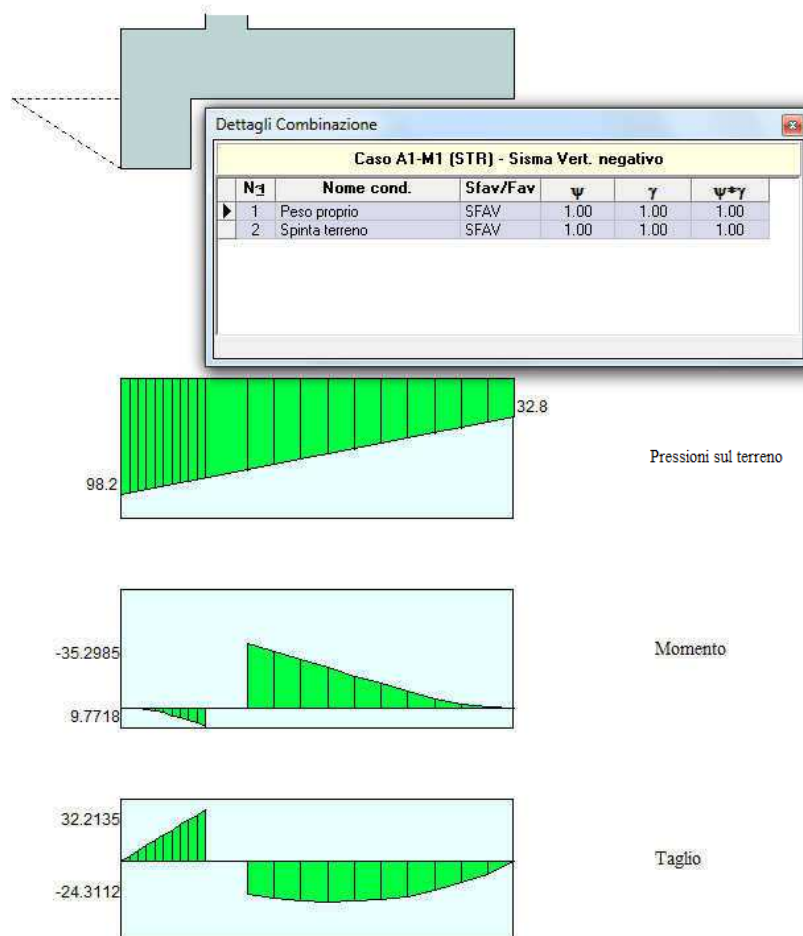 Dettagli Combinazione
Caso A1-M1 (STR) - Sisma Vert. negativo
Nome cond. Sfav/Fav ψ γ ψ*γ
1 Peso proprio SFAV 1.00 1.00 1.00
2 Spinta terreno SFAV 1.00 1.00 1.00
32.8
Pressioni sul terreno
98.2
-35.2985
Momento
9.7718
32.2135
Taglio
-24.3112